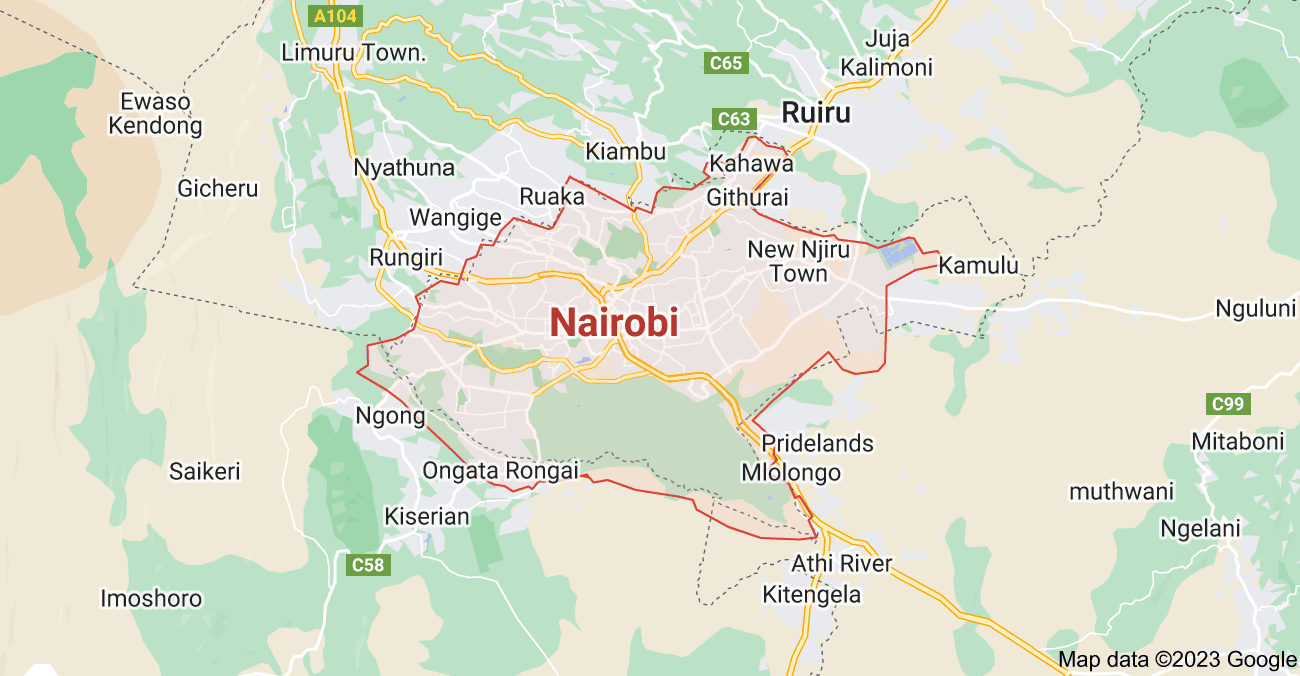 A104
Limuru Town.
Juja
Kalimoni
C65
Ewaso
Kendong
Ruiru
C63
Kiambu
Kahawa
Nyathuna
Gicheru
Ruaka
Githurai
Wangige
New Njiru
Town
Rungiri
Kamulu
Nguluni
Nairobi
C99
Ngong
Pridelands
Mitaboni
Saikeri
Ongata Rongai
Mlolongo
muthwani
Kiserian
Ngelani
C58
Athi River
Imoshoro
Kitengela
Map data ©2023 Google